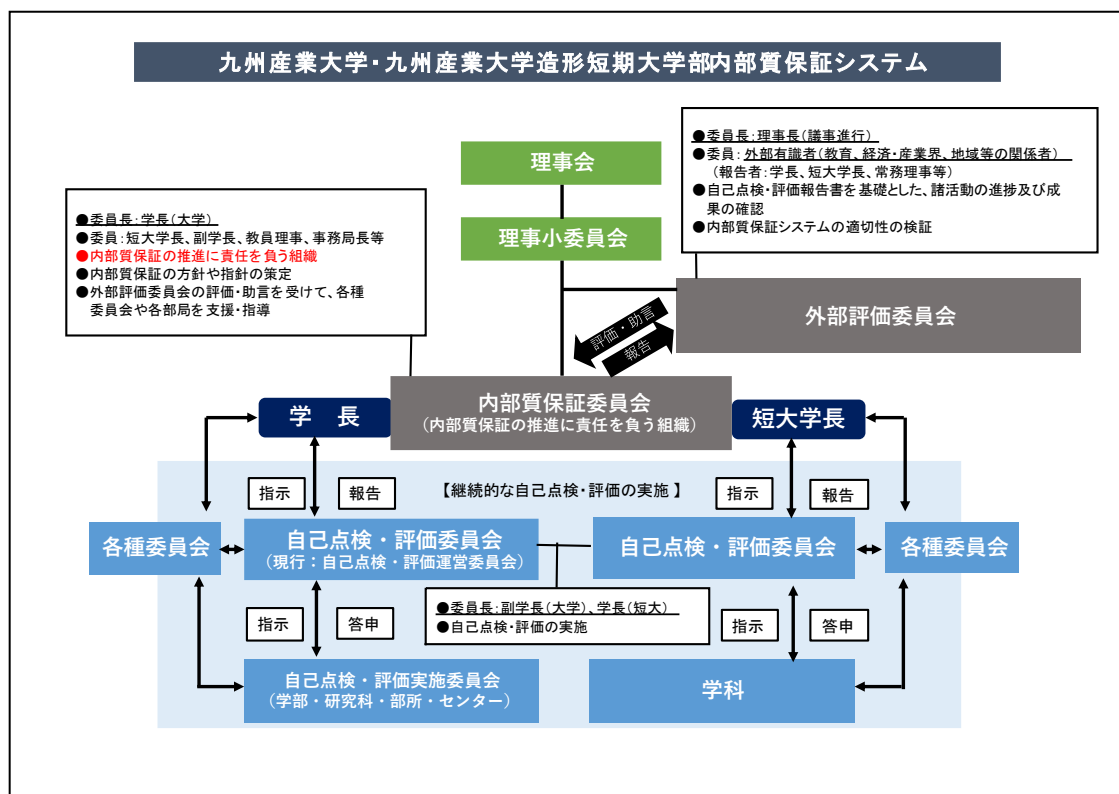 九州産業大学・九州産業大学造形短期大学部内部質保証システム
●委員長:理事長(議事進行)
●委員:外部有識者(教育、経済・産業界、地域等の関係者)
(報告者:学長、短大学長、常務理事等)
●自己点検・評価報告書を基礎とした、諸活動の進捗及び成
果の確認
●内部質保証システムの適切性の検証
理事会
理事小委員会
●委員長:学長(大学)
●委員:短大学長、副学長、教員理事、事務局長等
●内部質保証の推進に責任を負う組織
●内部質保証の方針や指針の策定
●外部評価委員会の評価・助言を受けて、各種
委員会や各部局を支援・指導
外部評価委員会
評価・助言
報告
内部質保証委員会
(内部質保証の推進に責任を負う組織)
学　長
短大学長
【継続的な自己点検・評価の実施】
指示
報告
指示
報告
各種委員会
自己点検・評価委員会
(現行:自己点検・評価運営委員会)
自己点検・評価委員会
各種委員会
●委員長:副学長(大学)、学長(短大)
●自己点検・評価の実施
指示
答申
指示
答申
自己点検・評価実施委員会
(学部・研究科・部所・センター)
学科